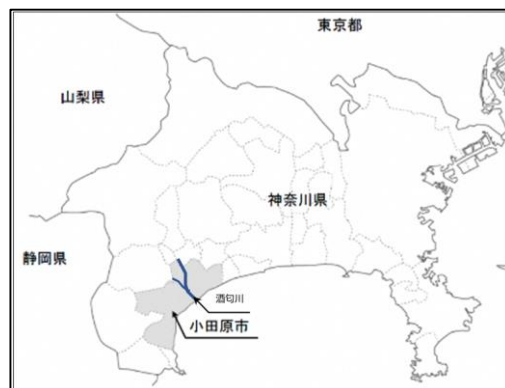 東京都
山梨県
神奈川県
静岡県
酒匂川
小田原市